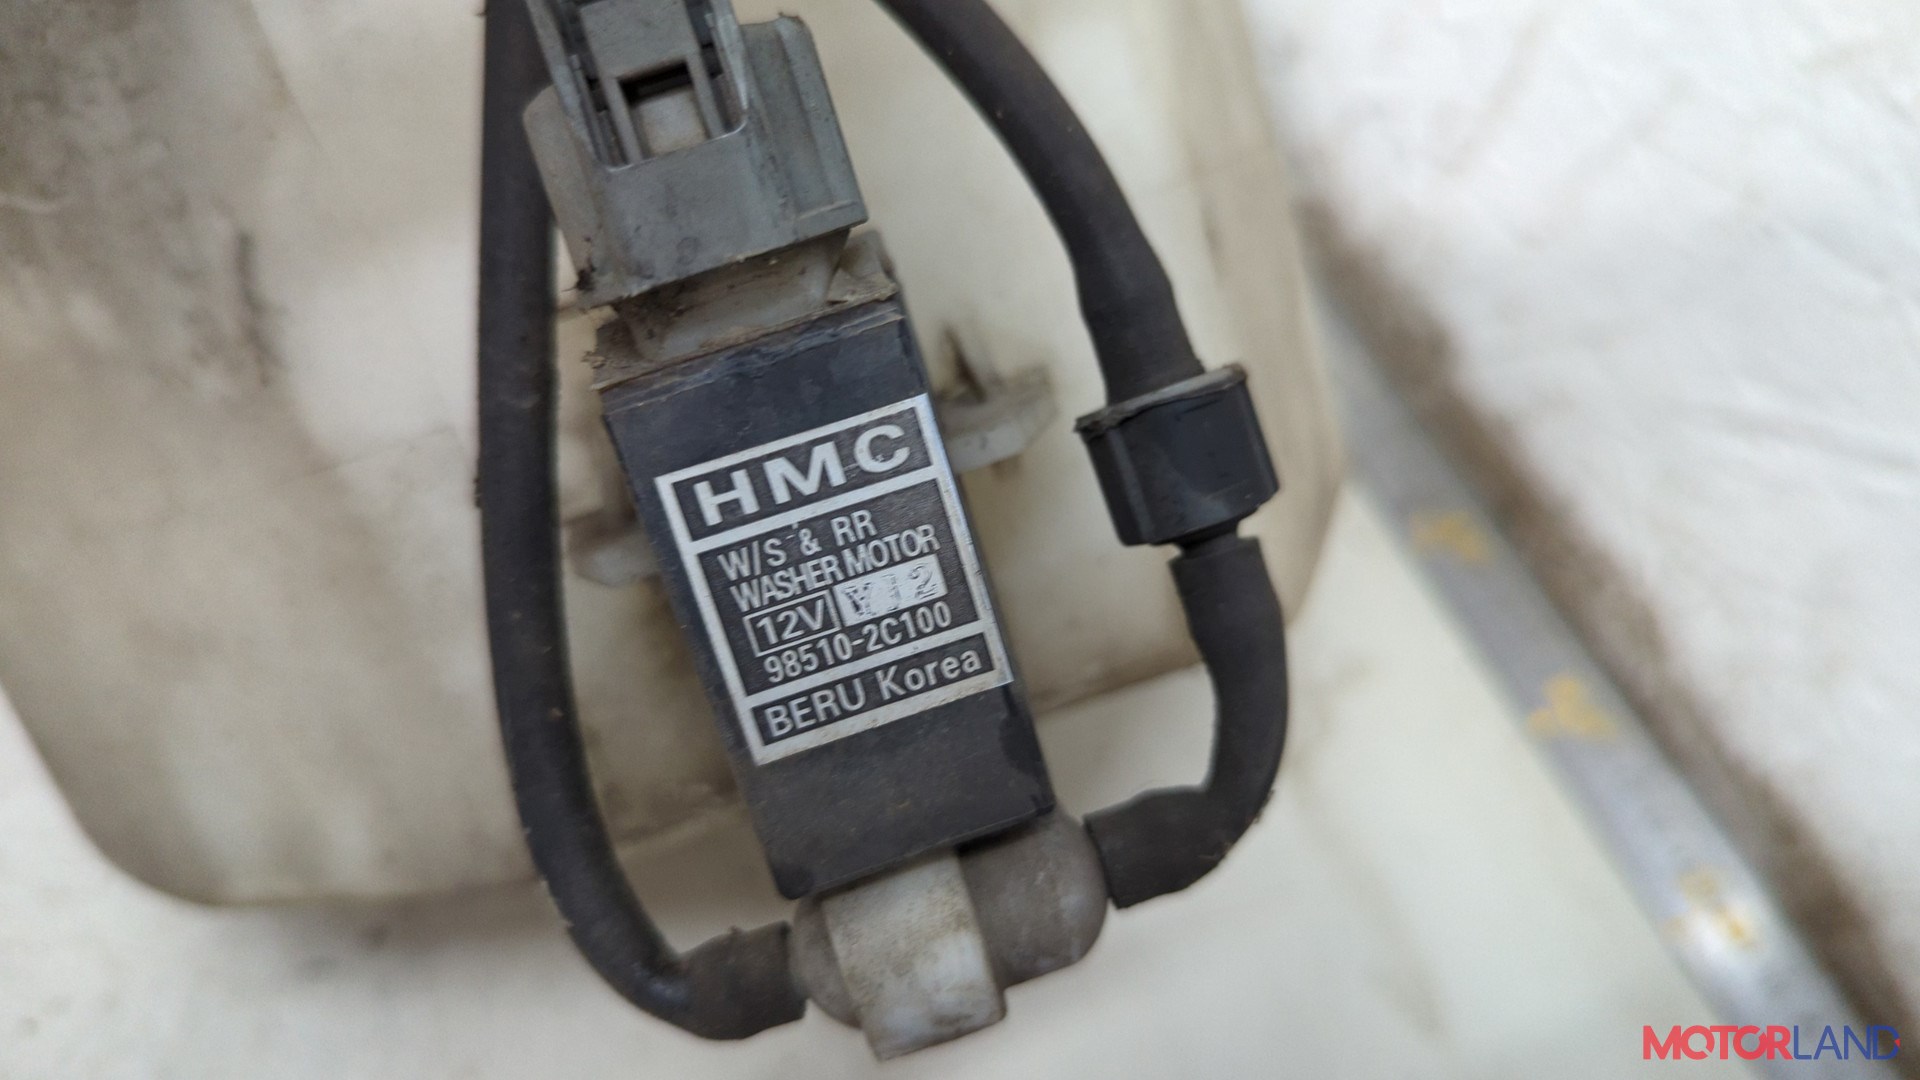 HMC
W/S & RR
WASHER MOTOR
12V
98510-2C100
BERU Korea
MOTORLAND